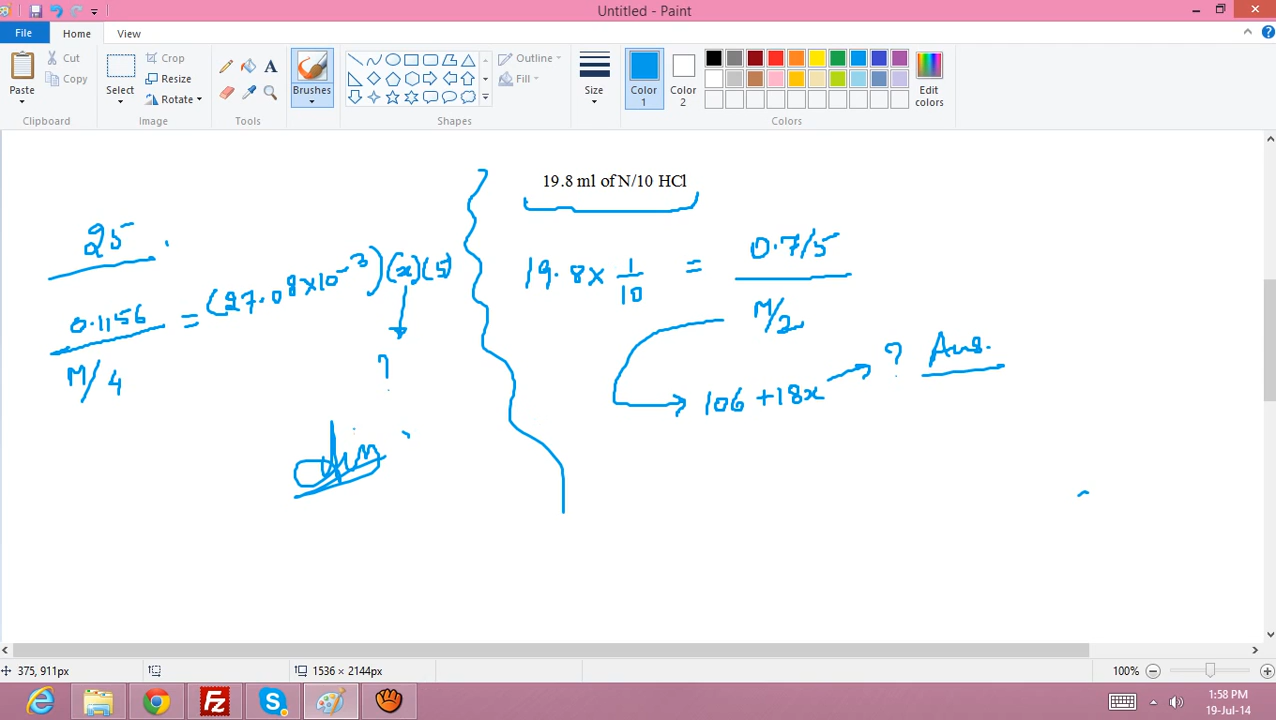 Untitled - Paint
File Home View
Paste
Cut
Copy
Clipboard
Select
Crop
Resize
Rotate
Image
A
Tools
Brushes
Outline
Fill
Shapes
Size
Color 1
Color 2
Edit colors
Colors
25
0.1156
M/4
= (27.08×10⁻³)(x)(5)
?
19.8 ml of N/10 HCl
19.8 × 1/10 = 0.7/5
M/2
106 + 18x
? Ans.
375, 911px
1536 × 2144px
100%
1:58 PM
19-Jul-14